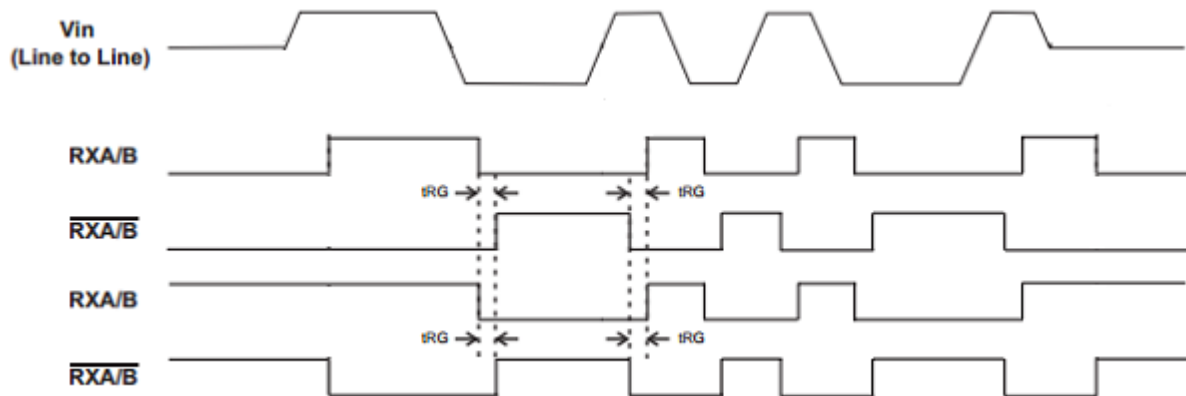 Vin
(Line to Line)
RXA/B
tRG tRG
RXA/B
RXA/B
tRG tRG
RXA/B